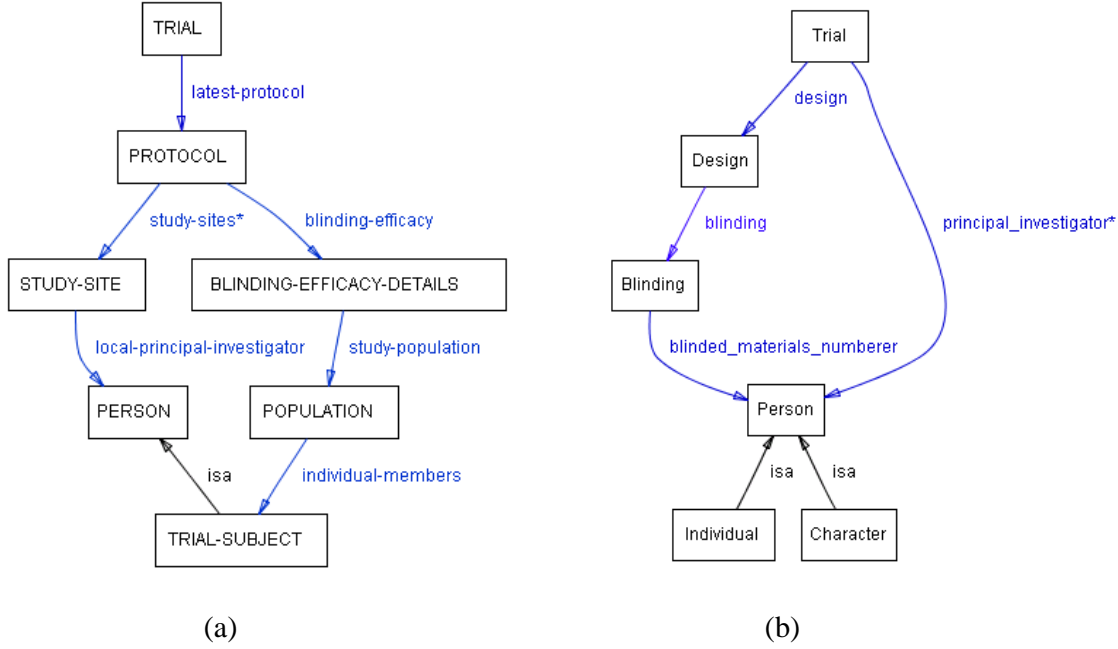 TRIAL
latest-protocol
PROTOCOL
study-sites*
blinding-efficacy
STUDY-SITE
BLINDING-EFFICACY-DETAILS
local-principal-investigator
study-population
PERSON
POPULATION
isa
individual-members
TRIAL-SUBJECT
(a)
Trial
design
Design
blinding
principal_investigator*
Blinding
blinded_materials_numberer
Person
isa
isa
Individual
Character
(b)